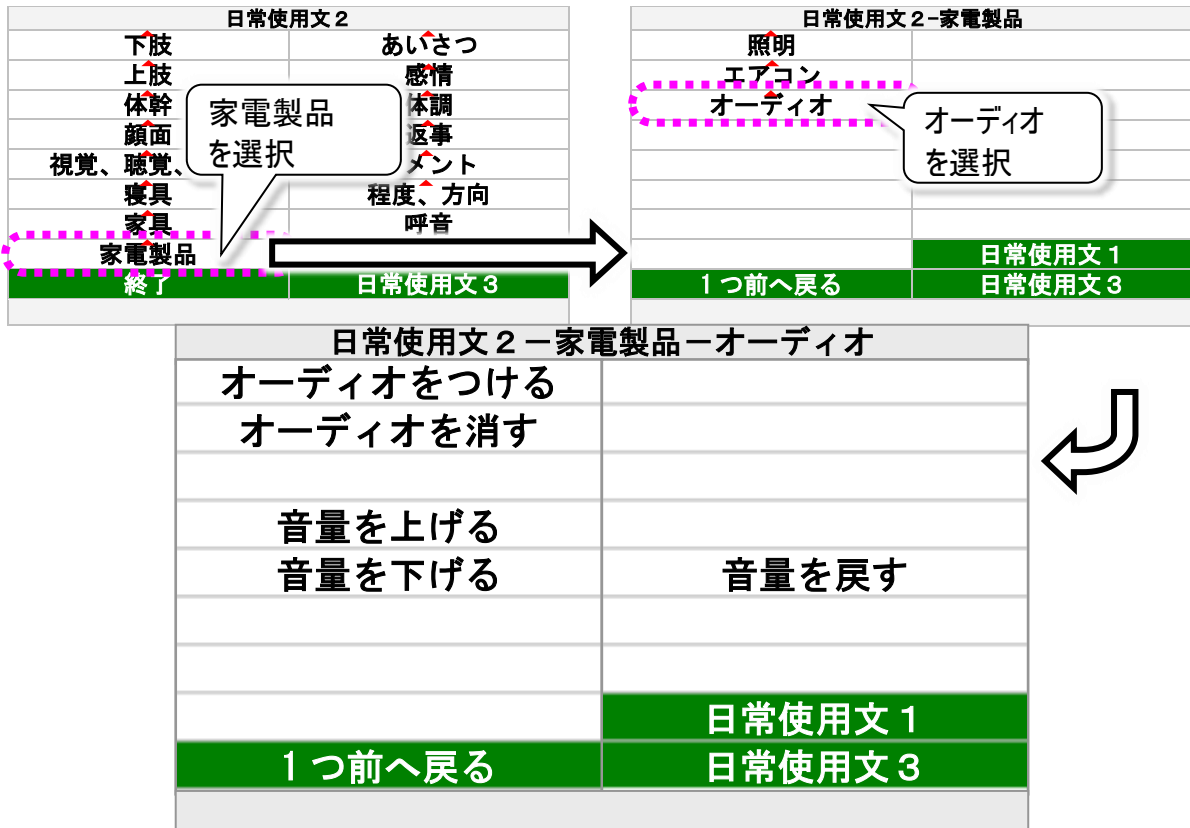 日常使用文２
下肢 あいさつ
上肢 感情
体幹 体調
顔面 返事
視覚、聴覚、 メント
寝具 程度、方向
家具 呼音
家電製品
終了 日常使用文３
家電製品
を選択
日常使用文２-家電製品
照明
エアコン
オーディオ
日常使用文１
１つ前へ戻る 日常使用文３
オーディオ
を選択
日常使用文２－家電製品－オーディオ
オーディオをつける
オーディオを消す
音量を上げる
音量を下げる 音量を戻す
日常使用文１
１つ前へ戻る 日常使用文３